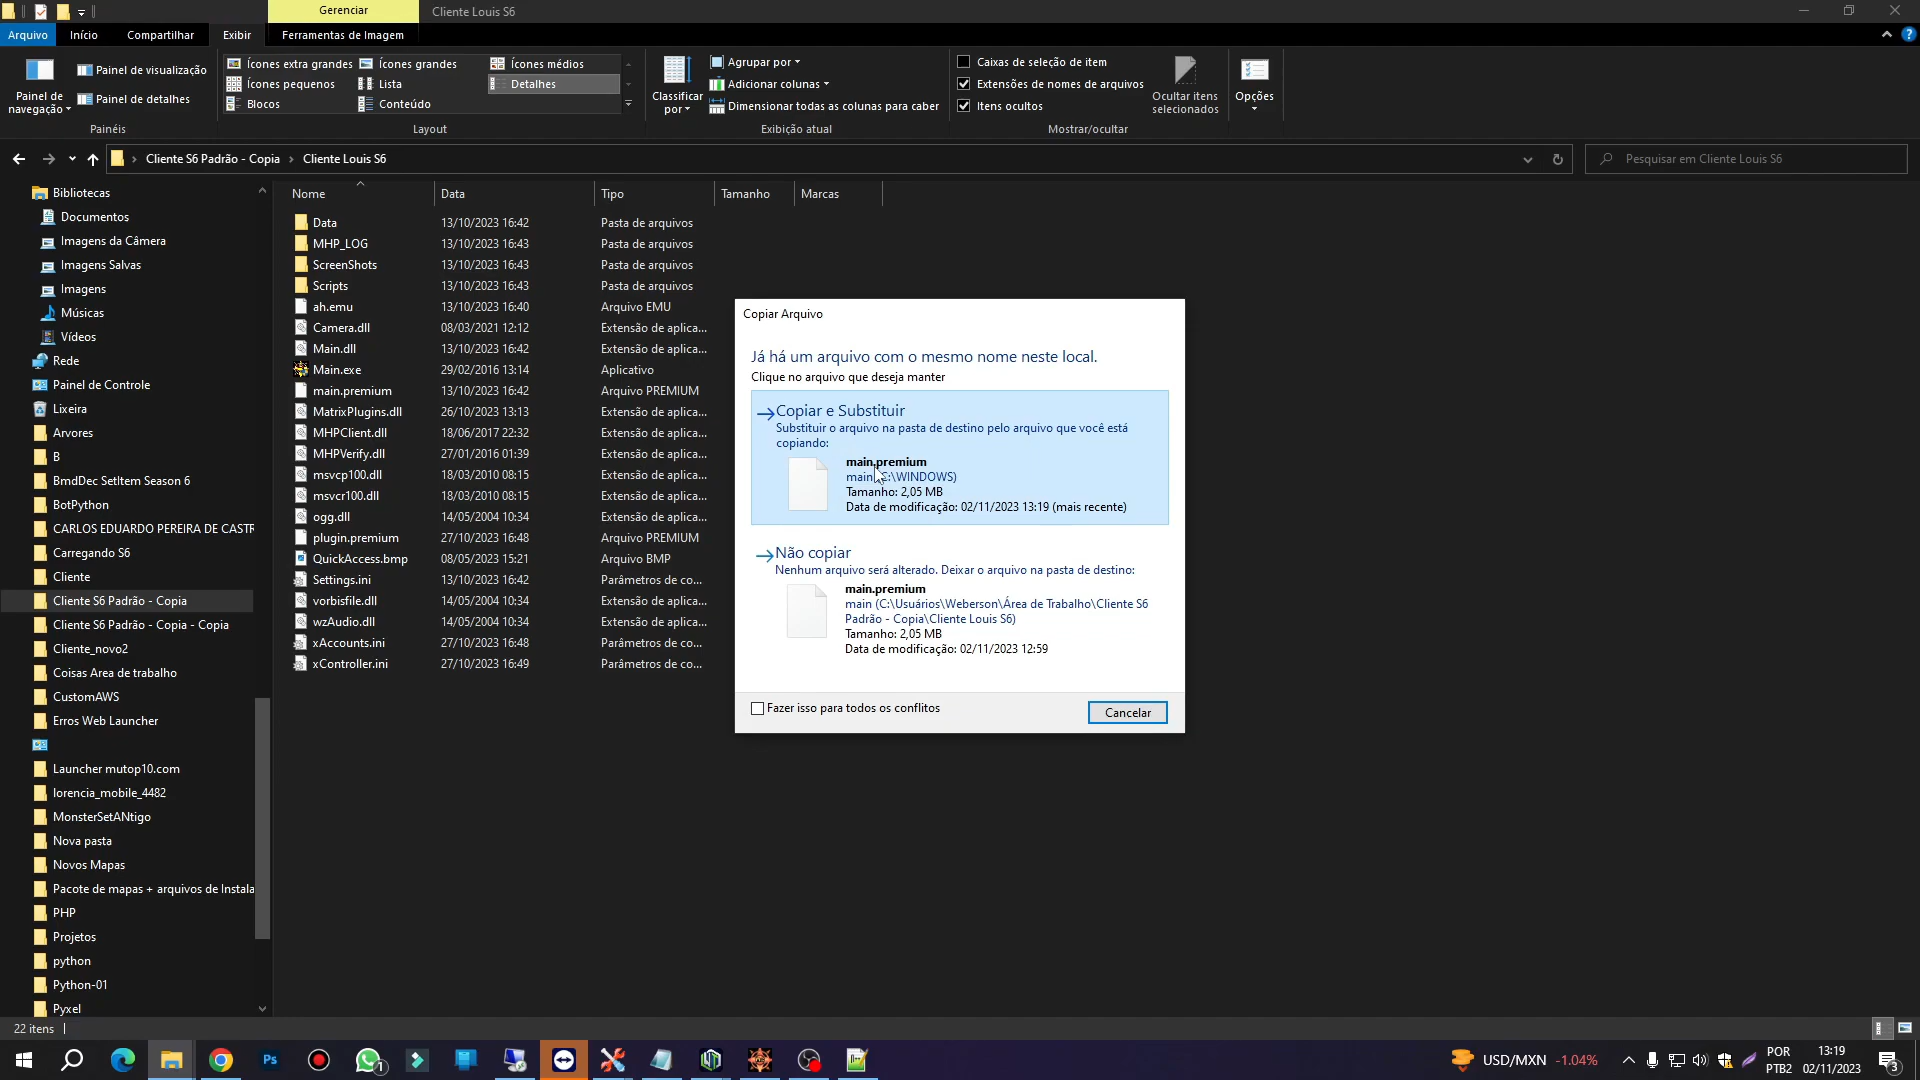 Gerenciar
Cliente Louis S6
Arquivo
Início
Compartilhar
Exibir
Ferramentas de Imagem
Painel de navegação
Painel de visualização
Painel de detalhes
Painéis
Ícones extra grandes
Ícones grandes
Ícones médios
Ícones pequenos
Lista
Detalhes
Blocos
Conteúdo
Layout
Classificar por
Agrupar por
Adicionar colunas
Dimensionar todas as colunas para caber
Exibição atual
Caixas de seleção de item
Extensões de nomes de arquivos
Itens ocultos
Ocultar itens selecionados
Mostrar/ocultar
Opções
Cliente S6 Padrão - Copia
Cliente Louis S6
Pesquisar em Cliente Louis S6
Bibliotecas
Documentos
Imagens da Câmera
Imagens Salvas
Imagens
Músicas
Vídeos
Rede
Painel de Controle
Lixeira
Arvores
B
BmdDec SetItem Season 6
BotPython
CARLOS EDUARDO PEREIRA DE CASTR
Carregando S6
Cliente
Cliente S6 Padrão - Copia
Cliente S6 Padrão - Copia - Copia
Cliente_novo2
Coisas Area de trabalho
CustomAWS
Erros Web Launcher
Launcher mutop10.com
lorencia_mobile_4482
MonsterSetANtigo
Nova pasta
Novos Mapas
Pacote de mapas + arquivos de Instala
PHP
Projetos
python
Python-01
Pyxel
Nome Data Tipo Tamanho Marcas
Data 13/10/2023 16:42 Pasta de arquivos
MHP_LOG 13/10/2023 16:43 Pasta de arquivos
ScreenShots 13/10/2023 16:43 Pasta de arquivos
Scripts 13/10/2023 16:43 Pasta de arquivos
ah.emu 13/10/2023 16:40 Arquivo EMU
Camera.dll 08/03/2021 12:12 Extensão de aplica...
Main.dll 13/10/2023 16:42 Extensão de aplica...
Main.exe 29/02/2016 13:14 Aplicativo
main.premium 13/10/2023 16:42 Arquivo PREMIUM
MatrixPlugins.dll 26/10/2023 13:13 Extensão de aplica...
MHPClient.dll 18/06/2017 22:32 Extensão de aplica...
MHPVerify.dll 27/01/2016 01:39 Extensão de aplica...
msvcp100.dll 18/03/2010 08:15 Extensão de aplica...
msvcr100.dll 18/03/2010 08:15 Extensão de aplica...
ogg.dll 14/05/2004 10:34 Extensão de aplica...
plugin.premium 27/10/2023 16:48 Arquivo PREMIUM
QuickAccess.bmp 08/05/2023 15:21 Arquivo BMP
Settings.ini 13/10/2023 16:42 Parâmetros de co...
vorbisfile.dll 14/05/2004 10:34 Extensão de aplica...
wzAudio.dll 14/05/2004 10:34 Extensão de aplica...
xAccounts.ini 27/10/2023 16:48 Parâmetros de co...
xController.ini 27/10/2023 16:49 Parâmetros de co...
Copiar Arquivo
Já há um arquivo com o mesmo nome neste local.
Clique no arquivo que deseja manter
Copiar e Substituir
Substituir o arquivo na pasta de destino pelo arquivo que você está
copiando:
main.premium
main C:\WINDOWS)
Tamanho: 2,05 MB
Data de modificação: 02/11/2023 13:19 (mais recente)
Não copiar
Nenhum arquivo será alterado. Deixar o arquivo na pasta de destino:
main.premium
main (C:\Usuários\Weberson\Área de Trabalho\Cliente S6
Padrão - Copia\Cliente Louis S6)
Tamanho: 2,05 MB
Data de modificação: 02/11/2023 12:59
Fazer isso para todos os conflitos
Cancelar
22 itens
Ps
1
USD/MXN -1.04%
POR
PTB2
13:19
02/11/2023
3